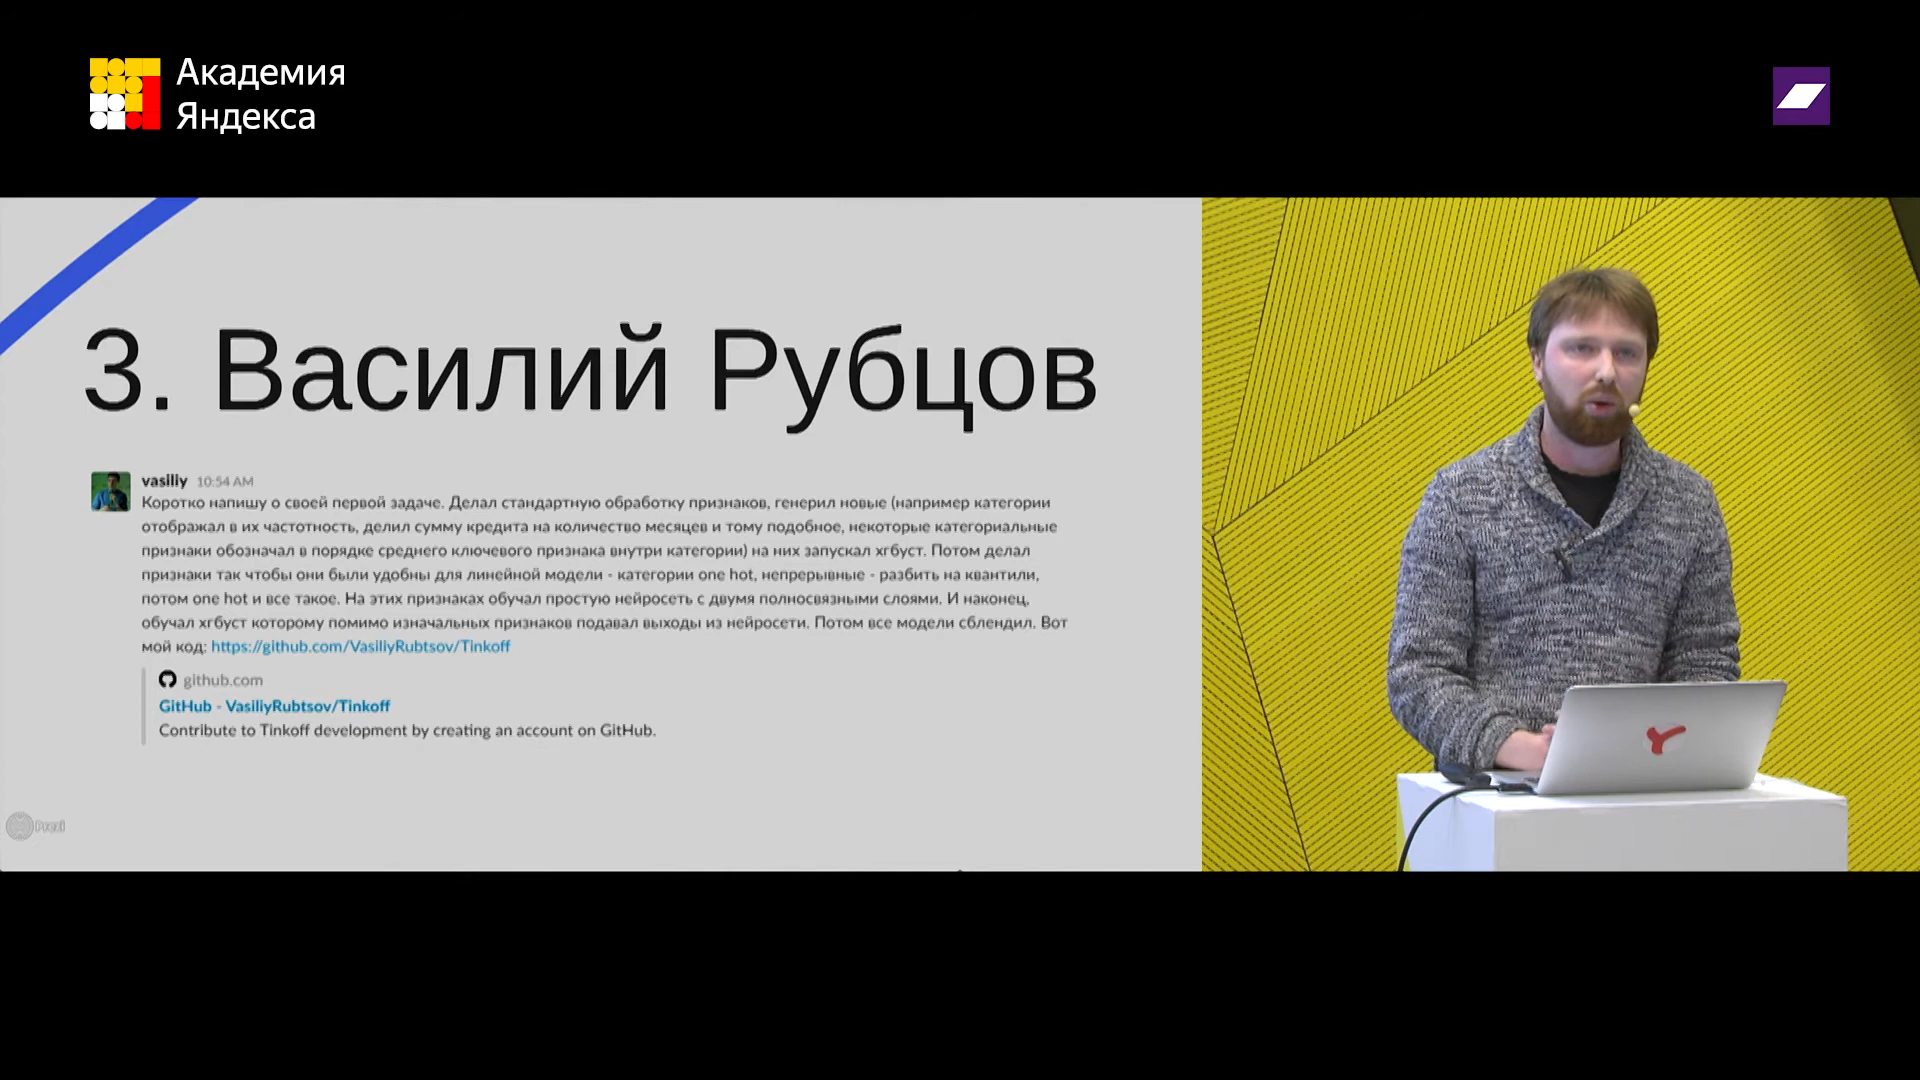 Академия
Яндекса
3. Василий Рубцов
vasiliy 10:54 AM
Коротко напишу о своей первой задаче. Делал стандартную обработку признаков, генерил новые (например категории
отображал в их частотность, делил сумму кредита на количество месяцев и тому подобное, некоторые категориальные
признаки обозначал в порядке среднего ключевого признака внутри категории) на них запускал хгбуст. Потом делал
признаки так чтобы они были удобны для линейной модели - категории one hot, непрерывные - разбить на квантили,
потом one hot и все такое. На этих признаках обучал простую нейросеть с двумя полносвязными слоями. И наконец,
обучал хгбуст которому помимо изначальных признаков подавал выходы из нейросети. Потом все модели сблендил. Вот
мой код: https://github.com/VasiliyRubtsov/Tinkoff
github.com
GitHub - VasiliyRubtsov/Tinkoff
Contribute to Tinkoff development by creating an account on GitHub.
Prezi